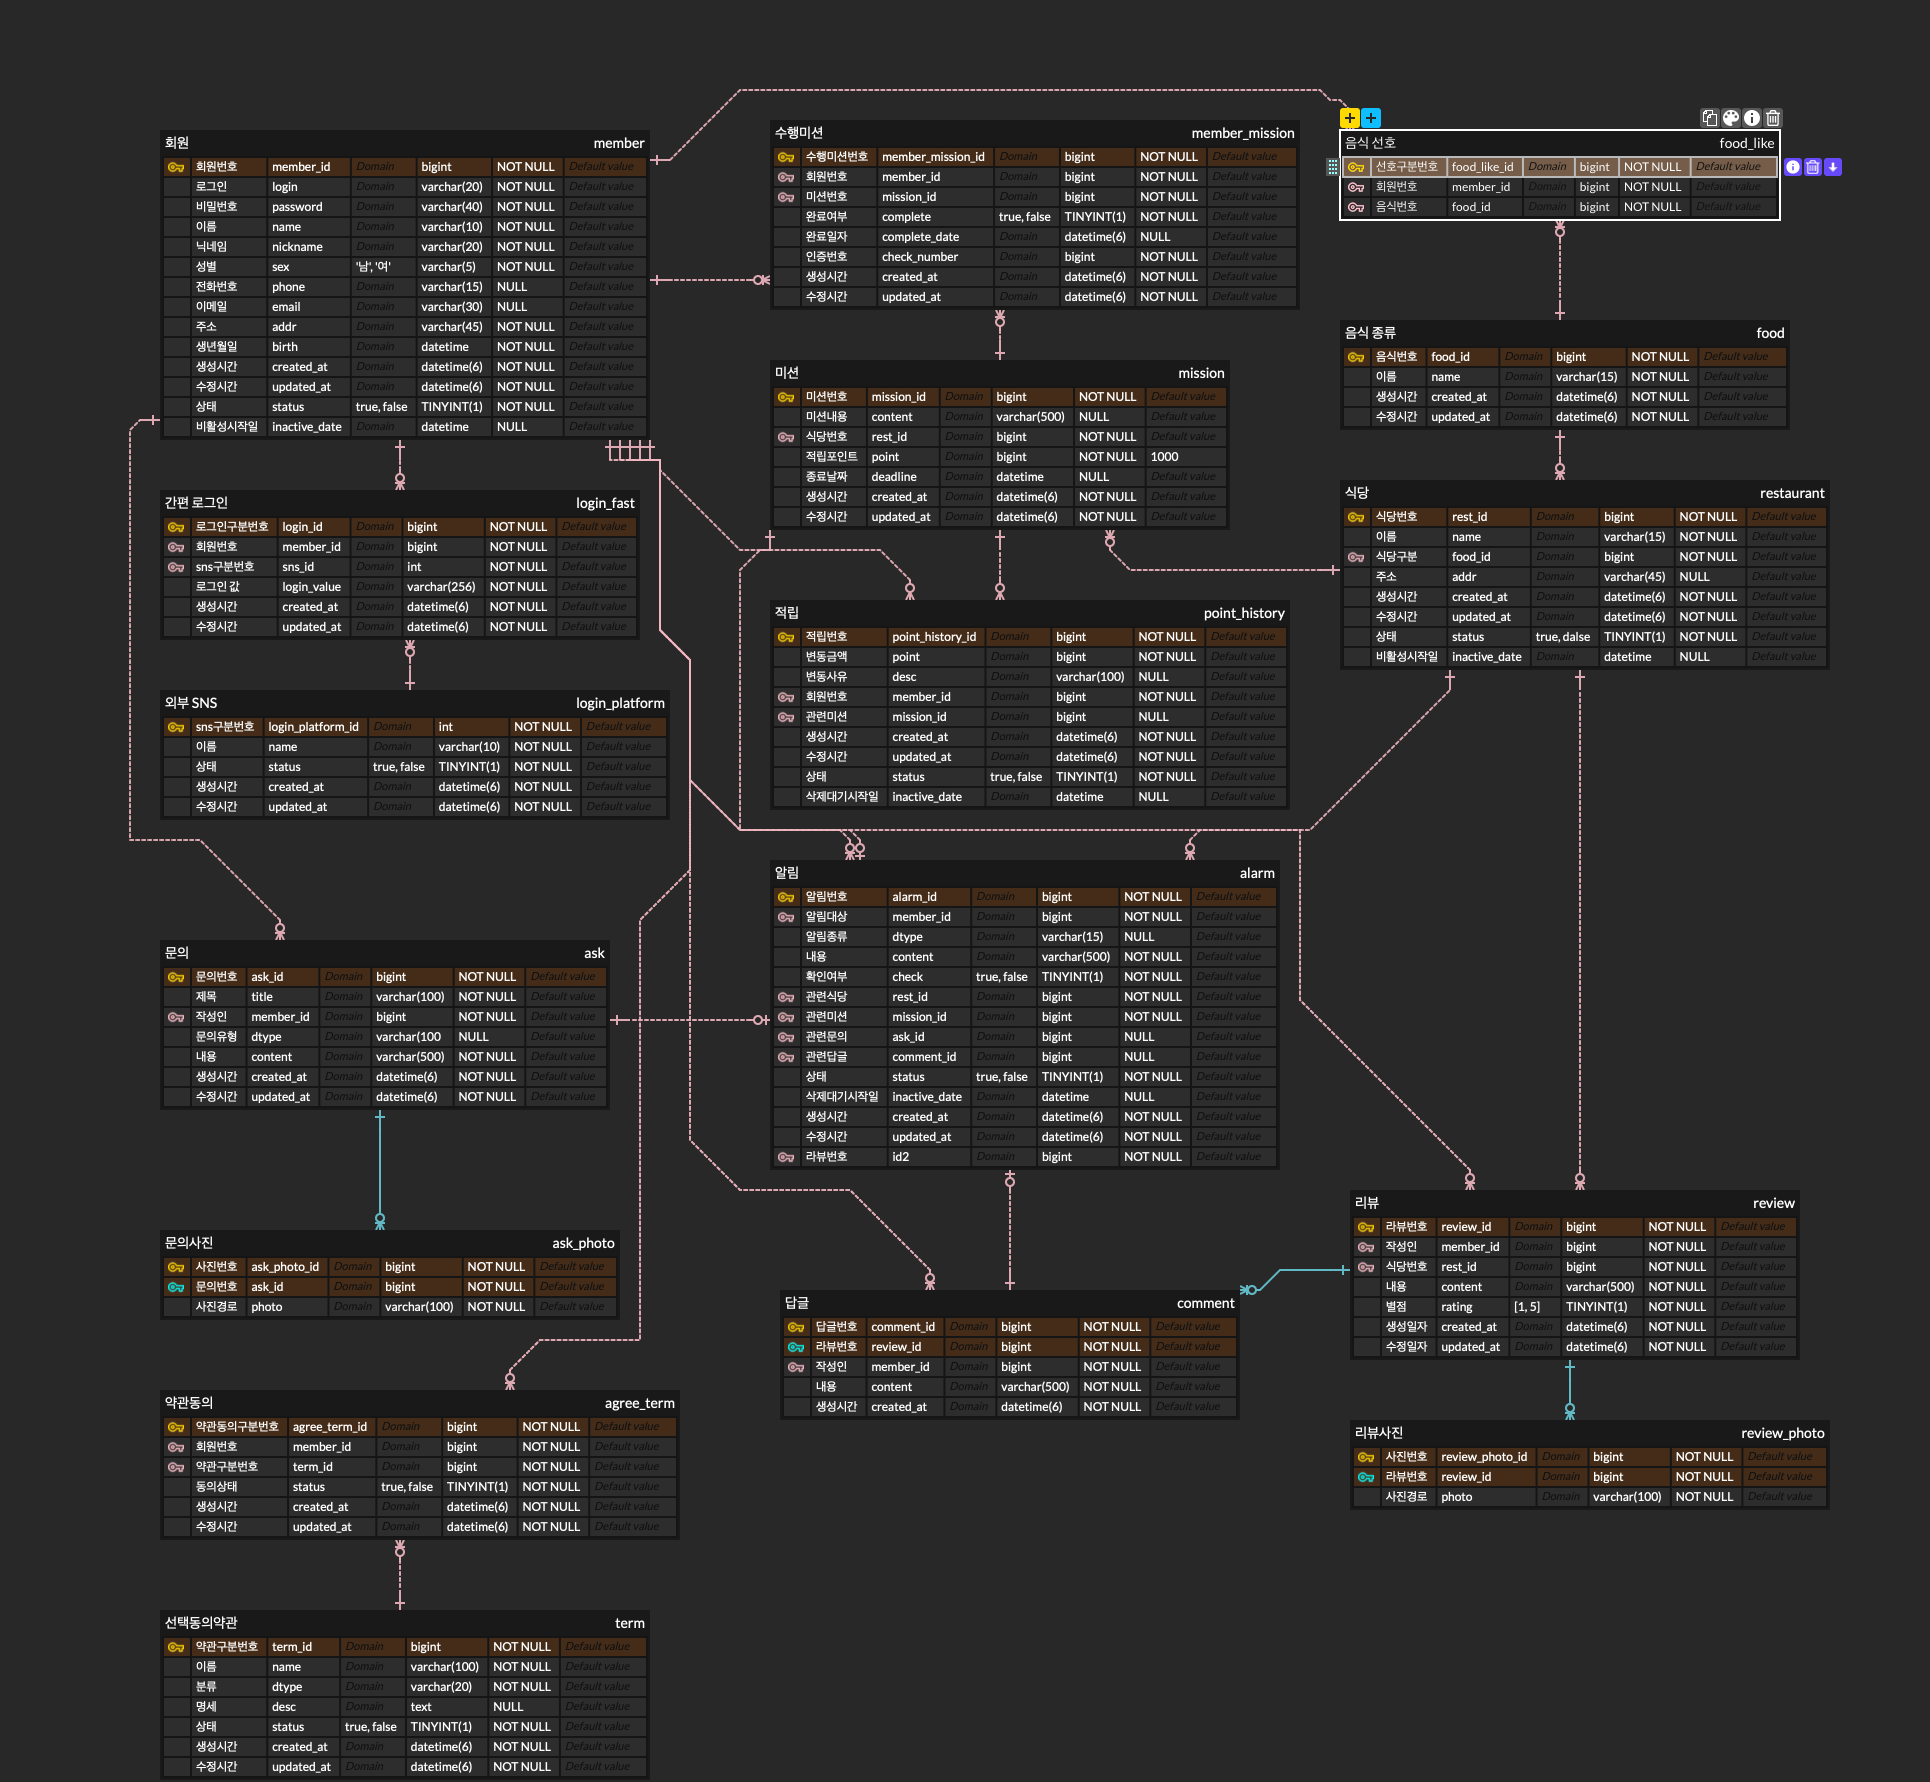 회원 member
회원번호 member_id Domain bigint NOT NULL Default value
로그인 login Domain varchar(20) NOT NULL Default value
비밀번호 password Domain varchar(40) NOT NULL Default value
이름 name Domain varchar(10) NOT NULL Default value
닉네임 nickname Domain varchar(20) NOT NULL Default value
성별 sex '남', '여' varchar(5) NOT NULL Default value
전화번호 phone Domain varchar(15) NULL Default value
이메일 email Domain varchar(30) NULL Default value
주소 addr Domain varchar(45) NOT NULL Default value
생년월일 birth Domain datetime NOT NULL Default value
생성시간 created_at Domain datetime(6) NOT NULL Default value
수정시간 updated_at Domain datetime(6) NOT NULL Default value
상태 status true, false TINYINT(1) NOT NULL Default value
비활성시작일 inactive_date Domain datetime NULL Default value
수행미션 member_mission
수행미션번호 member_mission_id Domain bigint NOT NULL Default value
회원번호 member_id Domain bigint NOT NULL Default value
미션번호 mission_id Domain bigint NOT NULL Default value
완료여부 complete true, false TINYINT(1) NOT NULL Default value
완료일자 complete_date Domain datetime(6) NULL Default value
인증번호 check_number Domain bigint NOT NULL Default value
생성시간 created_at Domain datetime(6) NOT NULL Default value
수정시간 updated_at Domain datetime(6) NOT NULL Default value
음식 선호 food_like
선호구분번호 food_like_id Domain bigint NOT NULL Default value
회원번호 member_id Domain bigint NOT NULL Default value
음식번호 food_id Domain bigint NOT NULL Default value
음식 종류 food
음식번호 food_id Domain bigint NOT NULL Default value
이름 name Domain varchar(15) NOT NULL Default value
생성시간 created_at Domain datetime(6) NOT NULL Default value
수정시간 updated_at Domain datetime(6) NOT NULL Default value
미션 mission
미션번호 mission_id Domain bigint NOT NULL Default value
미션내용 content Domain varchar(500) NULL Default value
식당번호 rest_id Domain bigint NOT NULL Default value
적립포인트 point Domain bigint NOT NULL 1000
종료날짜 deadline Domain datetime NULL Default value
생성시간 created_at Domain datetime(6) NOT NULL Default value
수정시간 updated_at Domain datetime(6) NOT NULL Default value
간편 로그인 login_fast
로그인구분번호 login_id Domain bigint NOT NULL Default value
회원번호 member_id Domain bigint NOT NULL Default value
sns구분번호 sns_id Domain int NOT NULL Default value
로그인 값 login_value Domain varchar(256) NOT NULL Default value
생성시간 created_at Domain datetime(6) NOT NULL Default value
수정시간 updated_at Domain datetime(6) NOT NULL Default value
식당 restaurant
식당번호 rest_id Domain bigint NOT NULL Default value
이름 name Domain varchar(15) NOT NULL Default value
식당구분 food_id Domain bigint NOT NULL Default value
주소 addr Domain varchar(45) NULL Default value
생성시간 created_at Domain datetime(6) NOT NULL Default value
수정시간 updated_at Domain datetime(6) NOT NULL Default value
상태 status true, dalse TINYINT(1) NOT NULL Default value
비활성시작일 inactive_date Domain datetime NULL Default value
적립 point_history
적립번호 point_history_id Domain bigint NOT NULL Default value
변동금액 point Domain bigint NOT NULL Default value
변동사유 desc Domain varchar(100) NULL Default value
회원번호 member_id Domain bigint NOT NULL Default value
관련미션 mission_id Domain bigint NULL Default value
생성시간 created_at Domain datetime(6) NOT NULL Default value
수정시간 updated_at Domain datetime(6) NOT NULL Default value
상태 status true, false TINYINT(1) NOT NULL Default value
삭제대기시작일 inactive_date Domain datetime NULL Default value
외부 SNS login_platform
sns구분번호 login_platform_id Domain int NOT NULL Default value
이름 name Domain varchar(10) NOT NULL Default value
상태 status true, false TINYINT(1) NOT NULL Default value
생성시간 created_at Domain datetime(6) NOT NULL Default value
수정시간 updated_at Domain datetime(6) NOT NULL Default value
알림 alarm
알림번호 alarm_id Domain bigint NOT NULL Default value
알림대상 member_id Domain bigint NOT NULL Default value
알림종류 dtype Domain varchar(15) NULL Default value
내용 content Domain varchar(500) NOT NULL Default value
확인여부 check true, false TINYINT(1) NOT NULL Default value
관련식당 rest_id Domain bigint NOT NULL Default value
관련미션 mission_id Domain bigint NOT NULL Default value
관련문의 ask_id Domain bigint NULL Default value
관련답글 comment_id Domain bigint NULL Default value
상태 status true, false TINYINT(1) NOT NULL Default value
삭제대기시작일 inactive_date Domain datetime NULL Default value
생성시간 created_at Domain datetime(6) NOT NULL Default value
수정시간 updated_at Domain datetime(6) NOT NULL Default value
라뷰번호 id2 Domain bigint NOT NULL Default value
문의 ask
문의번호 ask_id Domain bigint NOT NULL Default value
제목 title Domain varchar(100) NOT NULL Default value
작성인 member_id Domain bigint NOT NULL Default value
문의유형 dtype Domain varchar(100 NULL Default value
내용 content Domain varchar(500) NOT NULL Default value
생성시간 created_at Domain datetime(6) NOT NULL Default value
수정시간 updated_at Domain datetime(6) NOT NULL Default value
문의사진 ask_photo
사진번호 ask_photo_id Domain bigint NOT NULL Default value
문의번호 ask_id Domain bigint NOT NULL Default value
사진경로 photo Domain varchar(100) NOT NULL Default value
리뷰 review
라뷰번호 review_id Domain bigint NOT NULL Default value
작성인 member_id Domain bigint NOT NULL Default value
식당번호 rest_id Domain bigint NOT NULL Default value
내용 content Domain varchar(500) NOT NULL Default value
별점 rating [1, 5] TINYINT(1) NOT NULL Default value
생성일자 created_at Domain datetime(6) NOT NULL Default value
수정일자 updated_at Domain datetime(6) NOT NULL Default value
답글 comment
답글번호 comment_id Domain bigint NOT NULL Default value
라뷰번호 review_id Domain bigint NOT NULL Default value
작성인 member_id Domain bigint NOT NULL Default value
내용 content Domain varchar(500) NOT NULL Default value
생성시간 created_at Domain datetime(6) NOT NULL Default value
약관동의 agree_term
약관동의구분번호 agree_term_id Domain bigint NOT NULL Default value
회원번호 member_id Domain bigint NOT NULL Default value
약관구분번호 term_id Domain bigint NOT NULL Default value
동의상태 status true, false TINYINT(1) NOT NULL Default value
생성시간 created_at Domain datetime(6) NOT NULL Default value
수정시간 updated_at Domain datetime(6) NOT NULL Default value
리뷰사진 review_photo
사진번호 review_photo_id Domain bigint NOT NULL Default value
라뷰번호 review_id Domain bigint NOT NULL Default value
사진경로 photo Domain varchar(100) NOT NULL Default value
선택동의약관 term
약관구분번호 term_id Domain bigint NOT NULL Default value
이름 name Domain varchar(100) NOT NULL Default value
분류 dtype Domain varchar(20) NOT NULL Default value
명세 desc Domain text NULL Default value
상태 status true, false TINYINT(1) NOT NULL Default value
생성시간 created_at Domain datetime(6) NOT NULL Default value
수정시간 updated_at Domain datetime(6) NOT NULL Default value